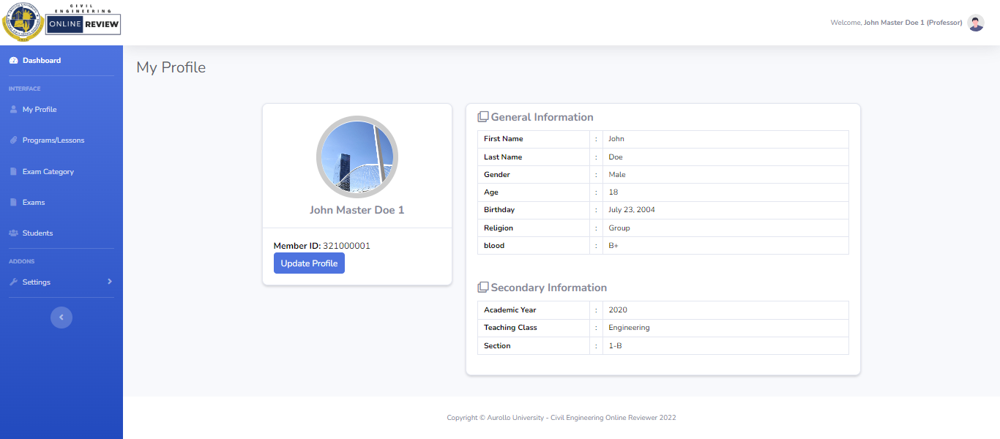 CIVIL
ENGINEERING
ONLINE REVIEW
Welcome, John Master Doe 1 (Professor)
Dashboard
INTERFACE
My Profile
Programs/Lessons
Exam Category
Exams
Students
ADDONS
Settings
My Profile
John Master Doe 1
Member ID: 321000001
Update Profile
General Information
First Name : John
Last Name : Doe
Gender : Male
Age : 18
Birthday : July 23, 2004
Religion : Group
blood : B+
Secondary Information
Academic Year : 2020
Teaching Class : Engineering
Section : 1-B
Copyright © Aurollo University - Civil Engineering Online Reviewer 2022